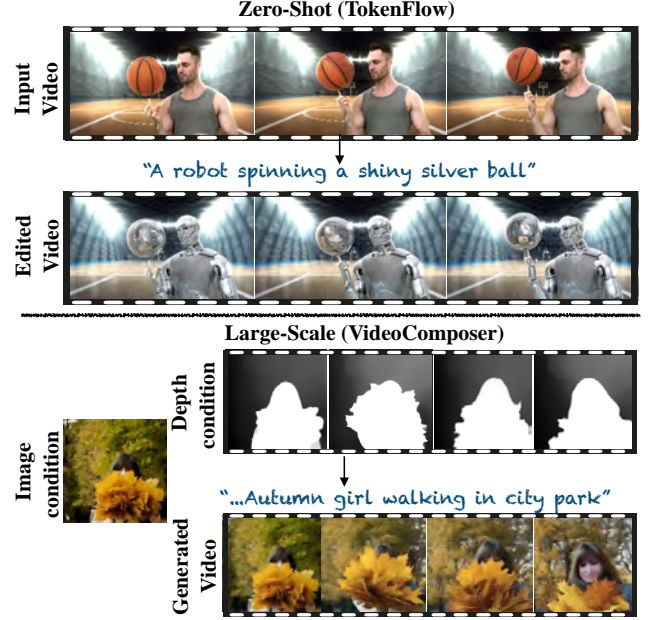 Zero-Shot (TokenFlow)
Input
Video
“A robot spinning a shiny silver ball”
Edited
Video
Large-Scale (VideoComposer)
Depth
condition
Image
condition
“...Autumn girl walking in city park”
Generated
Video